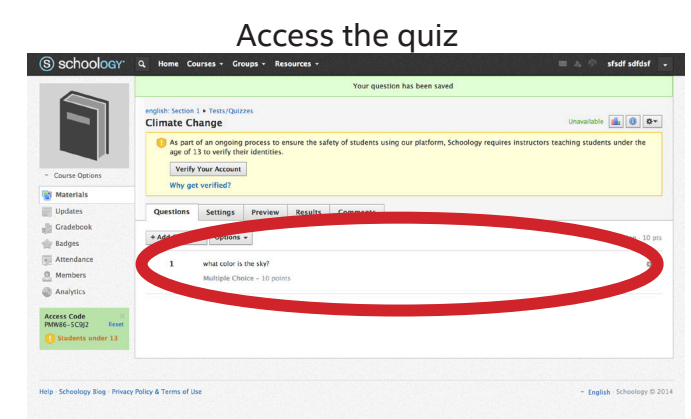 Access the quiz
S schoology Home Courses Groups Resources sfsdf sdfdsf
Your question has been saved
english: Section 1 ▸ Tests/Quizzes
Climate Change
Unavailable
As part of an ongoing process to ensure the safety of students using our platform, Schoology requires instructors teaching students under the
age of 13 to verify their identities.
Verify Your Account
Why get verified?
Course Options
Materials
Updates
Gradebook
Badges
Attendance
Members
Analytics
Access Code
Reset
Students under 13
Questions Settings Preview Results Comments
+ Add Options
10 pts
1 what color is the sky?
Multiple Choice – 10 points
Help · Schoology Blog · Privacy Policy & Terms of Use
English · Schoology © 2014